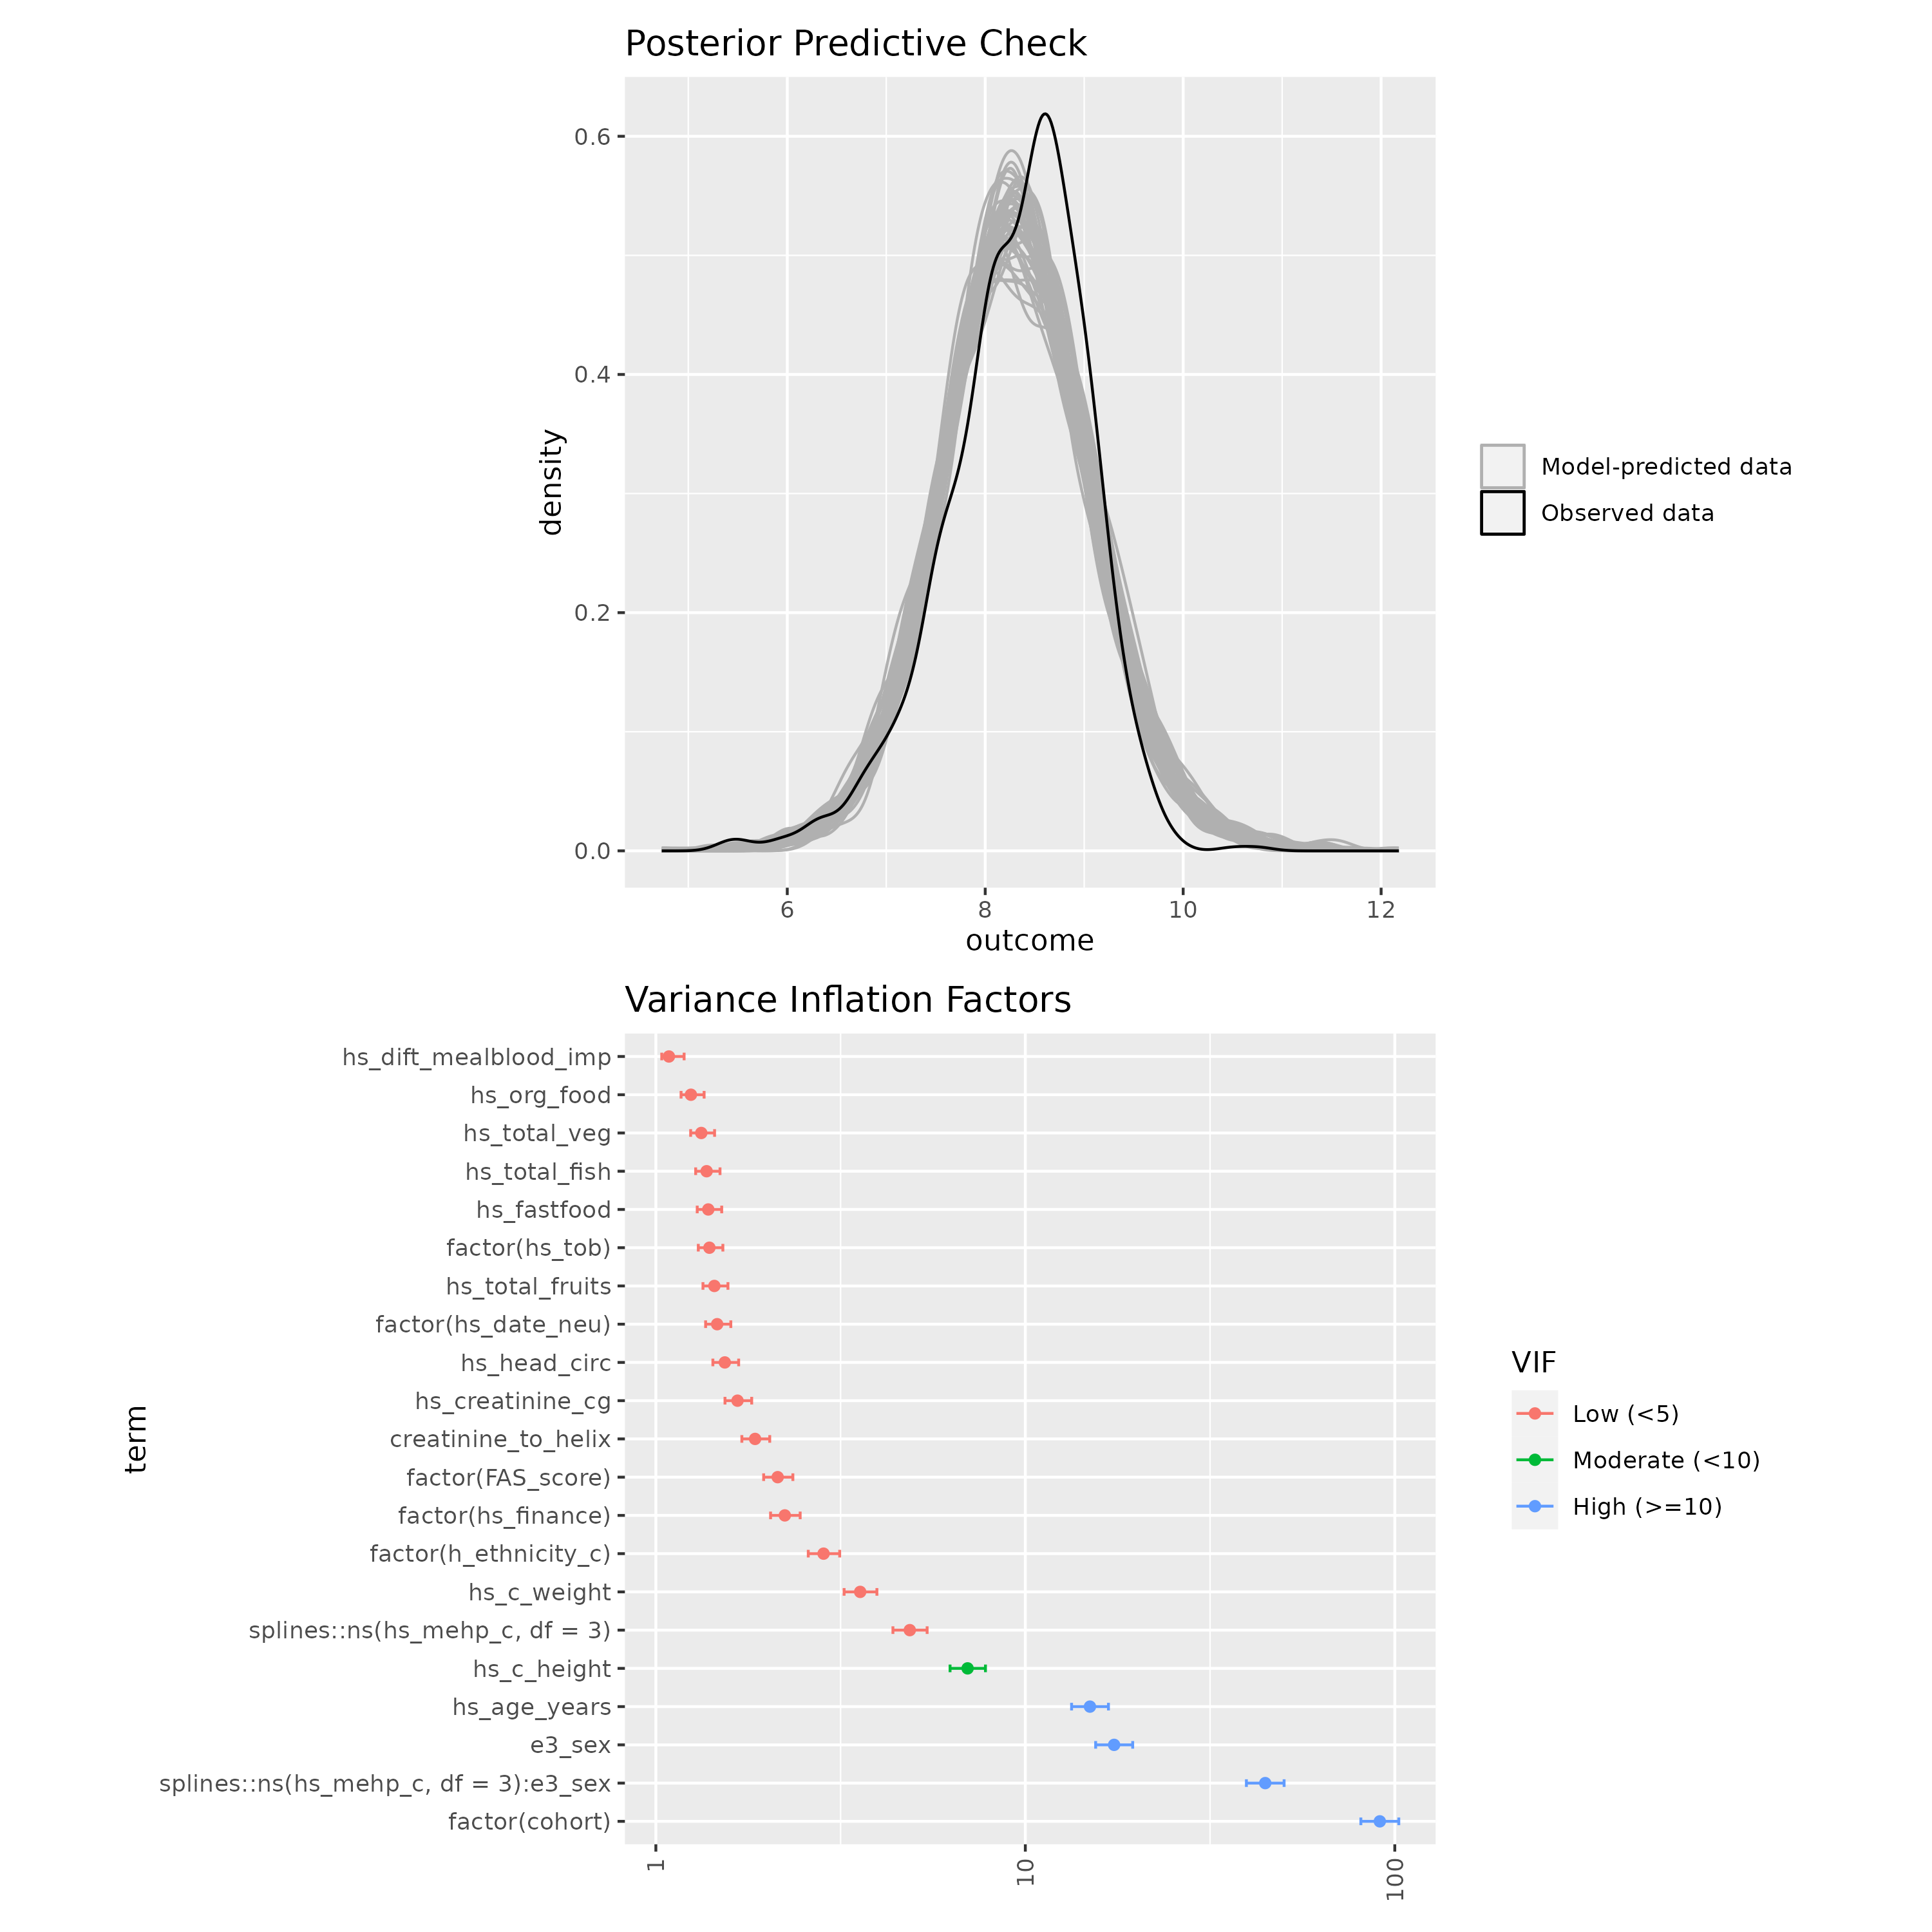 Posterior Predictive Check
0.6
0.4
0.2
0.0
density
6 8 10 12
outcome
Model-predicted data
Observed data
Variance Inflation Factors
hs_dift_mealblood_imp
hs_org_food
hs_total_veg
hs_total_fish
hs_fastfood
factor(hs_tob)
hs_total_fruits
factor(hs_date_neu)
hs_head_circ
hs_creatinine_cg
creatinine_to_helix
factor(FAS_score)
factor(hs_finance)
factor(h_ethnicity_c)
hs_c_weight
splines::ns(hs_mehp_c, df = 3)
hs_c_height
hs_age_years
e3_sex
splines::ns(hs_mehp_c, df = 3):e3_sex
factor(cohort)
term
1 10 100
VIF
Low (<5)
Moderate (<10)
High (>=10)